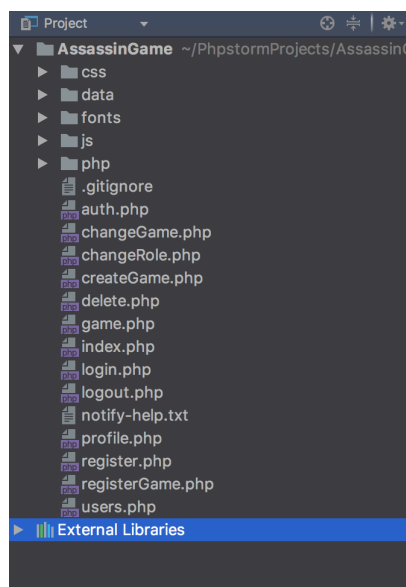 Project
AssassinGame ~/PhpstormProjects/AssassinG
css
data
fonts
js
php
.gitignore
auth.php
changeGame.php
changeRole.php
createGame.php
delete.php
game.php
index.php
login.php
logout.php
notify-help.txt
profile.php
register.php
registerGame.php
users.php
External Libraries